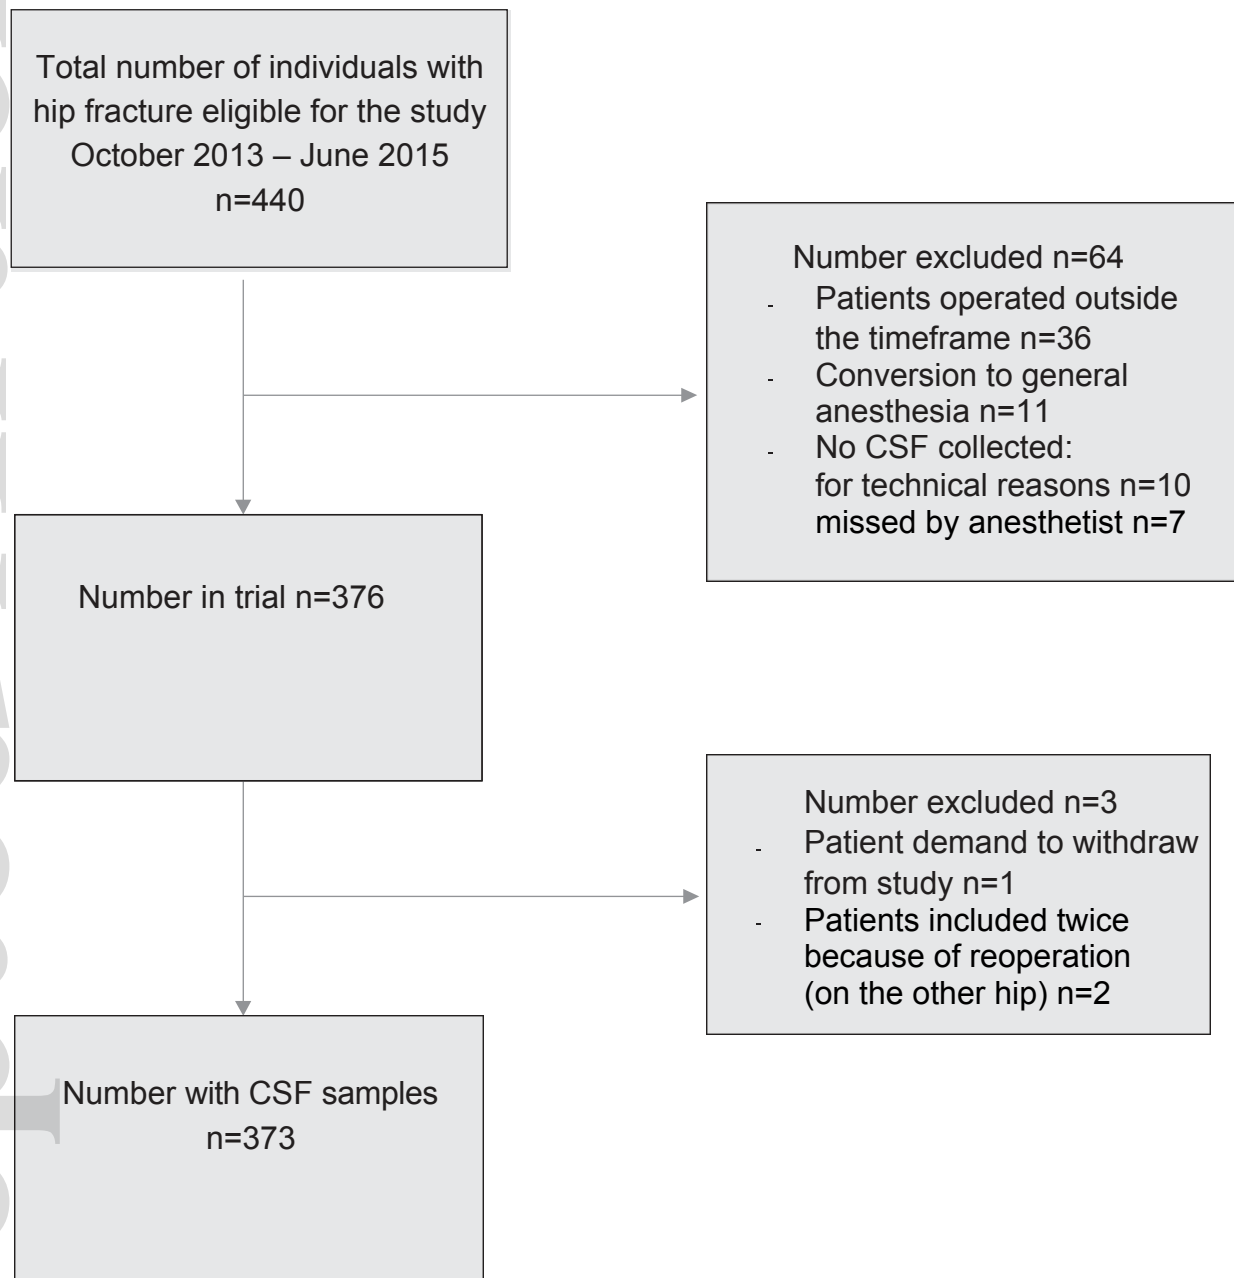 Total number of individuals with
hip fracture eligible for the study
October 2013 – June 2015
n=440
Number excluded n=64
- Patients operated outside
the timeframe n=36
- Conversion to general
anesthesia n=11
- No CSF collected:
for technical reasons n=10
missed by anesthetist n=7
Number in trial n=376
Number excluded n=3
- Patient demand to withdraw
from study n=1
- Patients included twice
because of reoperation
(on the other hip) n=2
Number with CSF samples
n=373